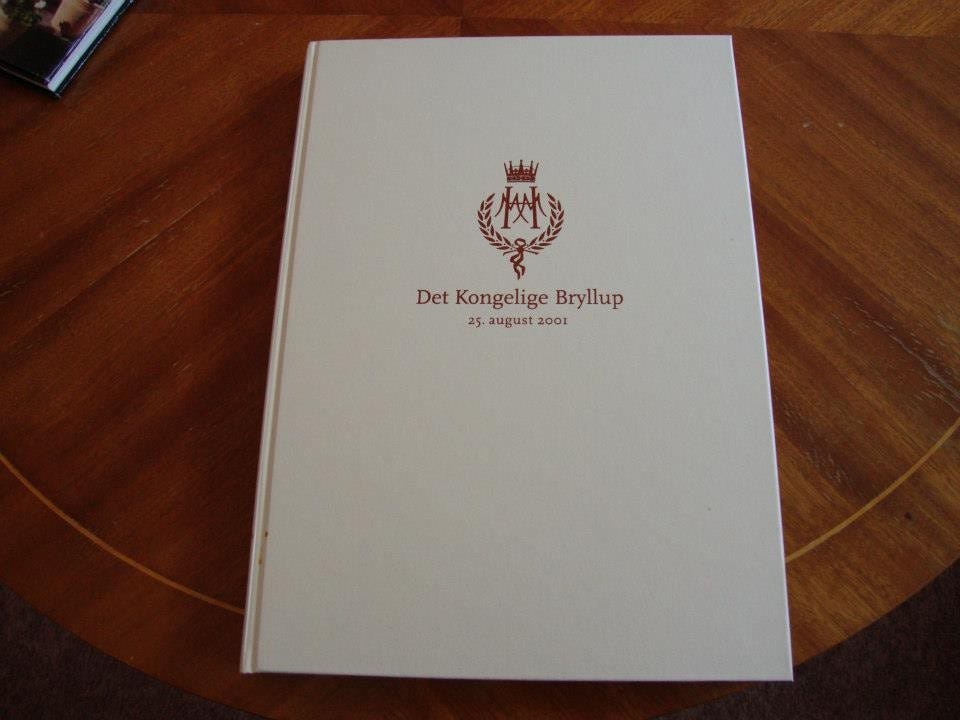 Det Kongelige Bryllup
25. august 2001